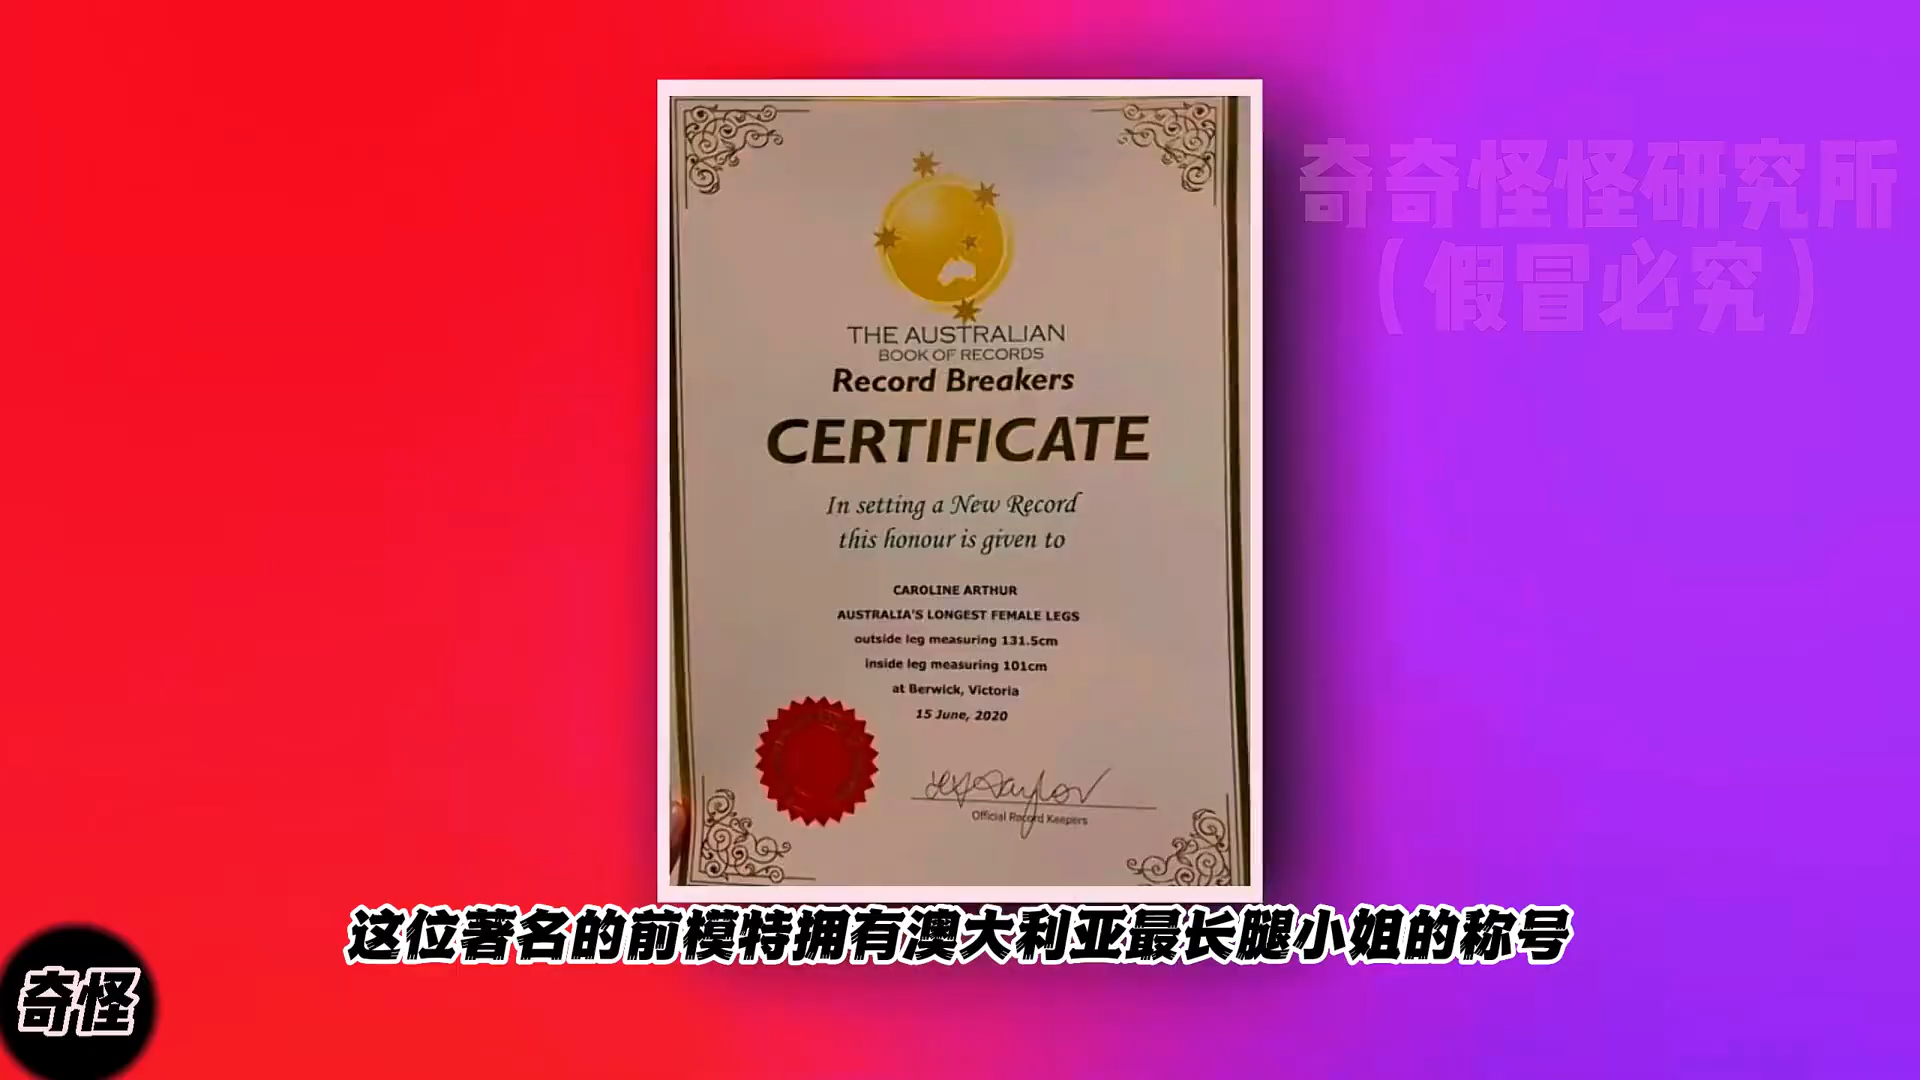 奇奇怪怪研究所
（假冒必究）
THE AUSTRALIAN
BOOK OF RECORDS
Record Breakers
CERTIFICATE
In setting a New Record
this honour is given to
CAROLINE ARTHUR
AUSTRALIA'S LONGEST FEMALE LEGS
outside leg measuring 131.5cm
inside leg measuring 101cm
at Berwick, Victoria
15 June, 2020
Official Record Keepers
这位著名的前模特拥有澳大利亚最长腿小姐的称号
奇怪